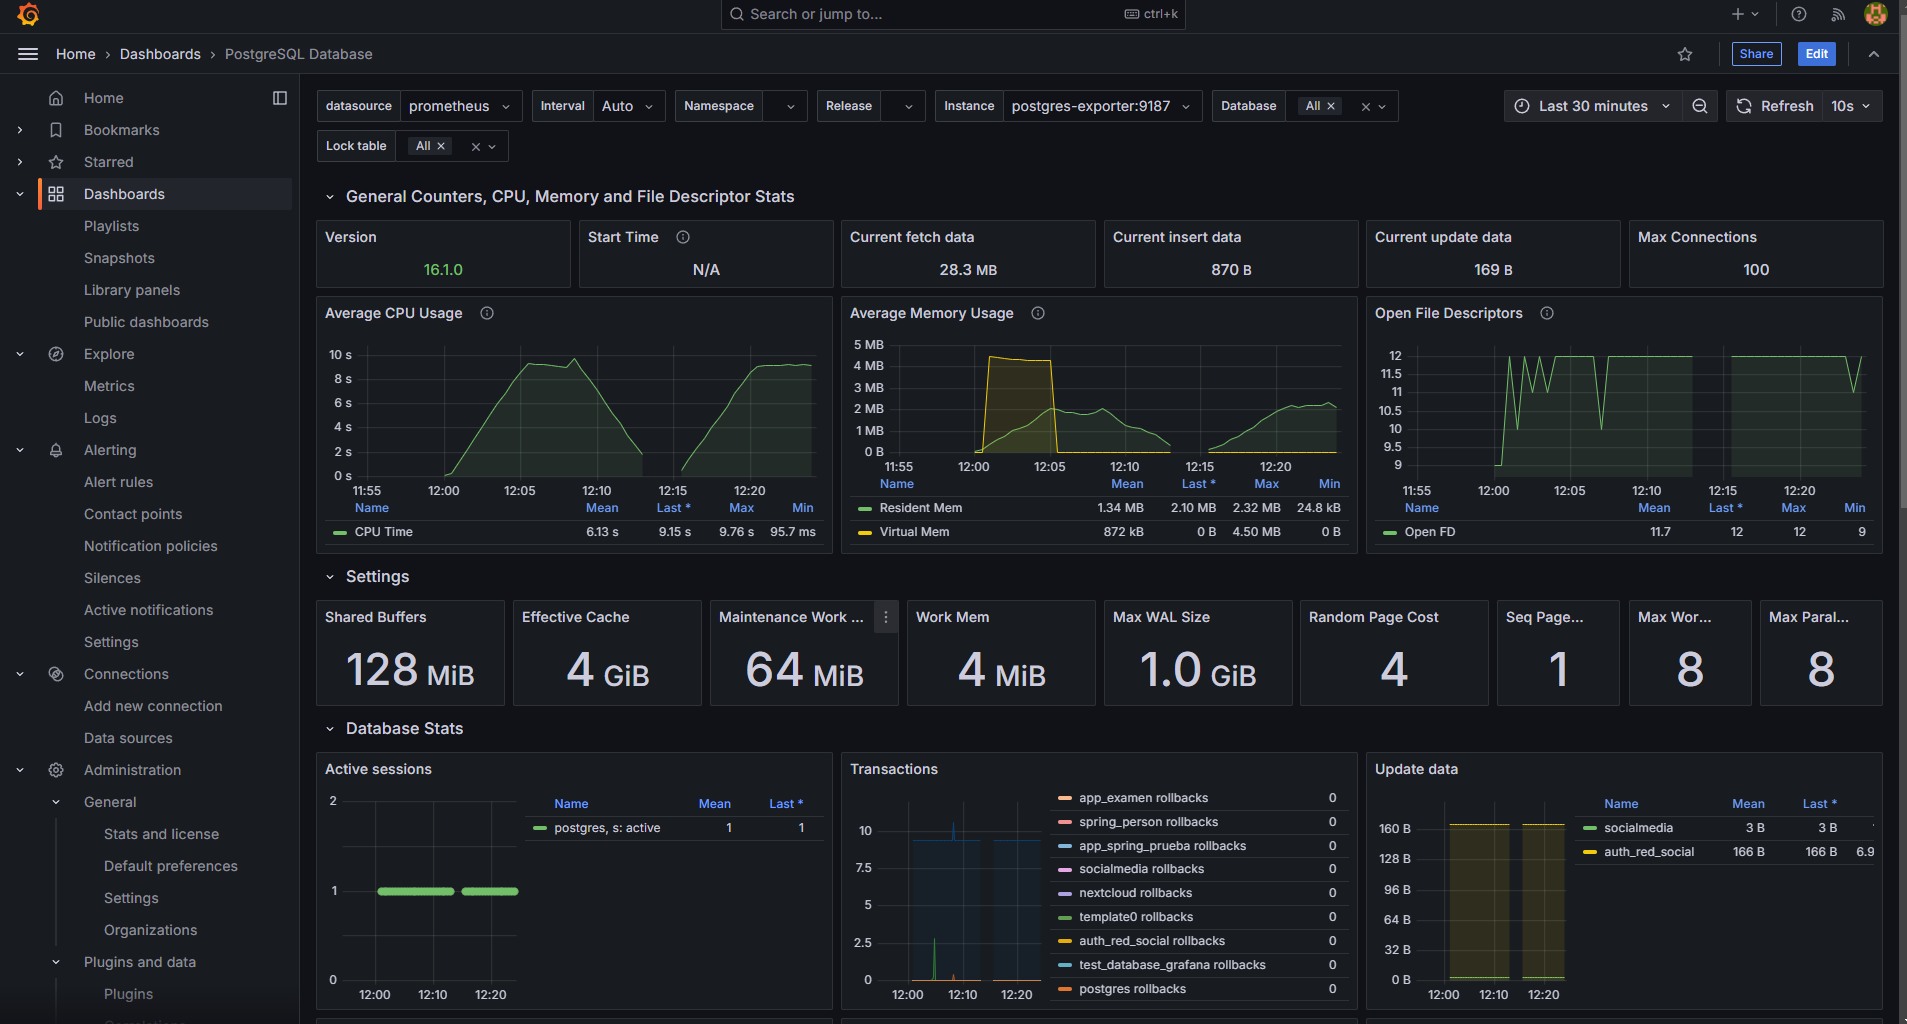 Search or jump to...
ctrl+k
Home › Dashboards › PostgreSQL Database
Share
Edit
Home
Bookmarks
Starred
Dashboards
Playlists
Snapshots
Library panels
Public dashboards
Explore
Metrics
Logs
Alerting
Alert rules
Contact points
Notification policies
Silences
Active notifications
Settings
Connections
Add new connection
Data sources
Administration
General
Stats and license
Default preferences
Settings
Organizations
Plugins and data
Plugins
datasource prometheus
Interval Auto
Namespace
Release
Instance postgres-exporter:9187
Database All
Last 30 minutes
Refresh 10s
Lock table All
General Counters, CPU, Memory and File Descriptor Stats
Version
16.1.0
Start Time
N/A
Current fetch data
28.3 MB
Current insert data
870 B
Current update data
169 B
Max Connections
100
Average CPU Usage
10 s
8 s
6 s
4 s
2 s
0 s
11:55 12:00 12:05 12:10 12:15 12:20
Name Mean Last * Max Min
CPU Time 6.13 s 9.15 s 9.76 s 95.7 ms
Average Memory Usage
5 MB
4 MB
3 MB
2 MB
1 MB
0 B
11:55 12:00 12:05 12:10 12:15 12:20
Name Mean Last * Max Min
Resident Mem 1.34 MB 2.10 MB 2.32 MB 24.8 kB
Virtual Mem 872 kB 0 B 4.50 MB 0 B
Open File Descriptors
12
11.5
11
10.5
10
9.5
9
11:55 12:00 12:05 12:10 12:15 12:20
Name Mean Last * Max Min
Open FD 11.7 12 12 9
Settings
Shared Buffers
128 MiB
Effective Cache
4 GiB
Maintenance Work ...
64 MiB
Work Mem
4 MiB
Max WAL Size
1.0 GiB
Random Page Cost
4
Seq Page...
1
Max Wor...
8
Max Paral...
8
Database Stats
Active sessions
2
1
0
12:00 12:10 12:20
Name Mean Last *
postgres, s: active 1 1
Transactions
10
7.5
5
2.5
0
12:00 12:10 12:20
app_examen rollbacks 0
spring_person rollbacks 0
app_spring_prueba rollbacks 0
socialmedia rollbacks 0
nextcloud rollbacks 0
template0 rollbacks 0
auth_red_social rollbacks 0
test_database_grafana rollbacks 0
postgres rollbacks 0
Update data
160 B
128 B
96 B
64 B
32 B
0 B
12:00 12:10 12:20
Name Mean Last *
socialmedia 3 B 3 B
auth_red_social 166 B 166 B 6.9